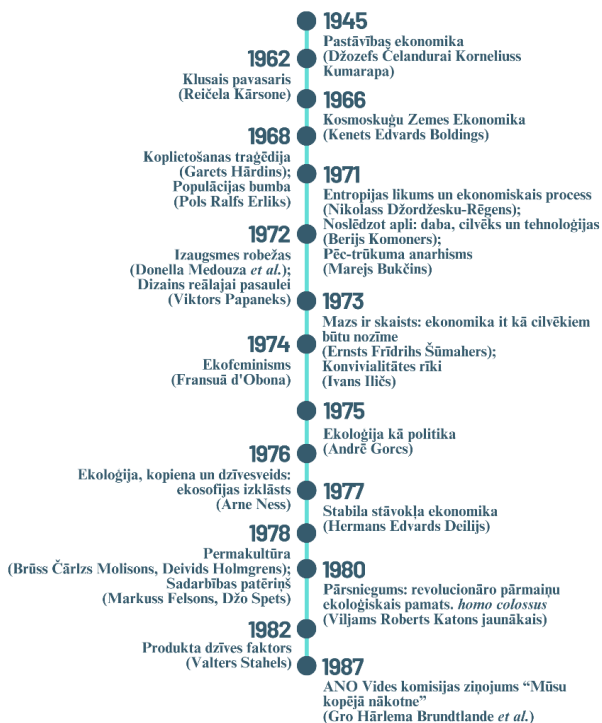 1945
Pastāvības ekonomika
(Džozefs Čelandurai Korneliuss
Kumarapa)
1962
Klusais pavasaris
(Reičela Kārsone)
1966
Kosmoskuģu Zemes Ekonomika
(Kenets Edvards Boldings)
1968
Koplietošanas traģēdija
(Garets Hārdins);
Populācijas bumba
(Pols Ralfs Erliks)
1971
Entropijas likums un ekonomiskais process
(Nikolass Džordžesku-Rēgens);
Noslēdzot apli: daba, cilvēks un tehnoloģijas
(Berijs Komoners);
Pēc-trūkuma anarhisms
(Marejs Bukčins)
1972
Izaugsmes robežas
(Donella Medouza et al.);
Dizains reālajai pasaulei
(Viktors Papaneks)
1973
Mazs ir skaists: ekonomika it kā cilvēkiem
būtu nozīme
(Ernsts Frīdrihs Šūmahers);
Konvivialitātes rīki
(Ivans Iličs)
1974
Ekofeminisms
(Fransuā d'Obona)
1975
Ekoloģija kā politika
(Andrē Gorcs)
1976
Ekoloģija, kopiena un dzīvesveids:
ekosofijas izklāsts
(Arne Ness)
1977
Stabila stāvokļa ekonomika
(Hermans Edvards Deilijs)
1978
Permakultūra
(Brūss Čārlzs Molisons, Deivids Holmgrens);
Sadarbības patēriņš
(Markuss Felsons, Džo Spets)
1980
Pārsniegums: revolucionāro pārmaiņu
ekoloģiskais pamats. homo colossus
(Viljams Roberts Katons jaunākais)
1982
Produkta dzīves faktors
(Valters Stahels)
1987
ANO Vides komisijas ziņojums “Mūsu
kopējā nākotne”
(Gro Hārlema Brundtlande et al.)